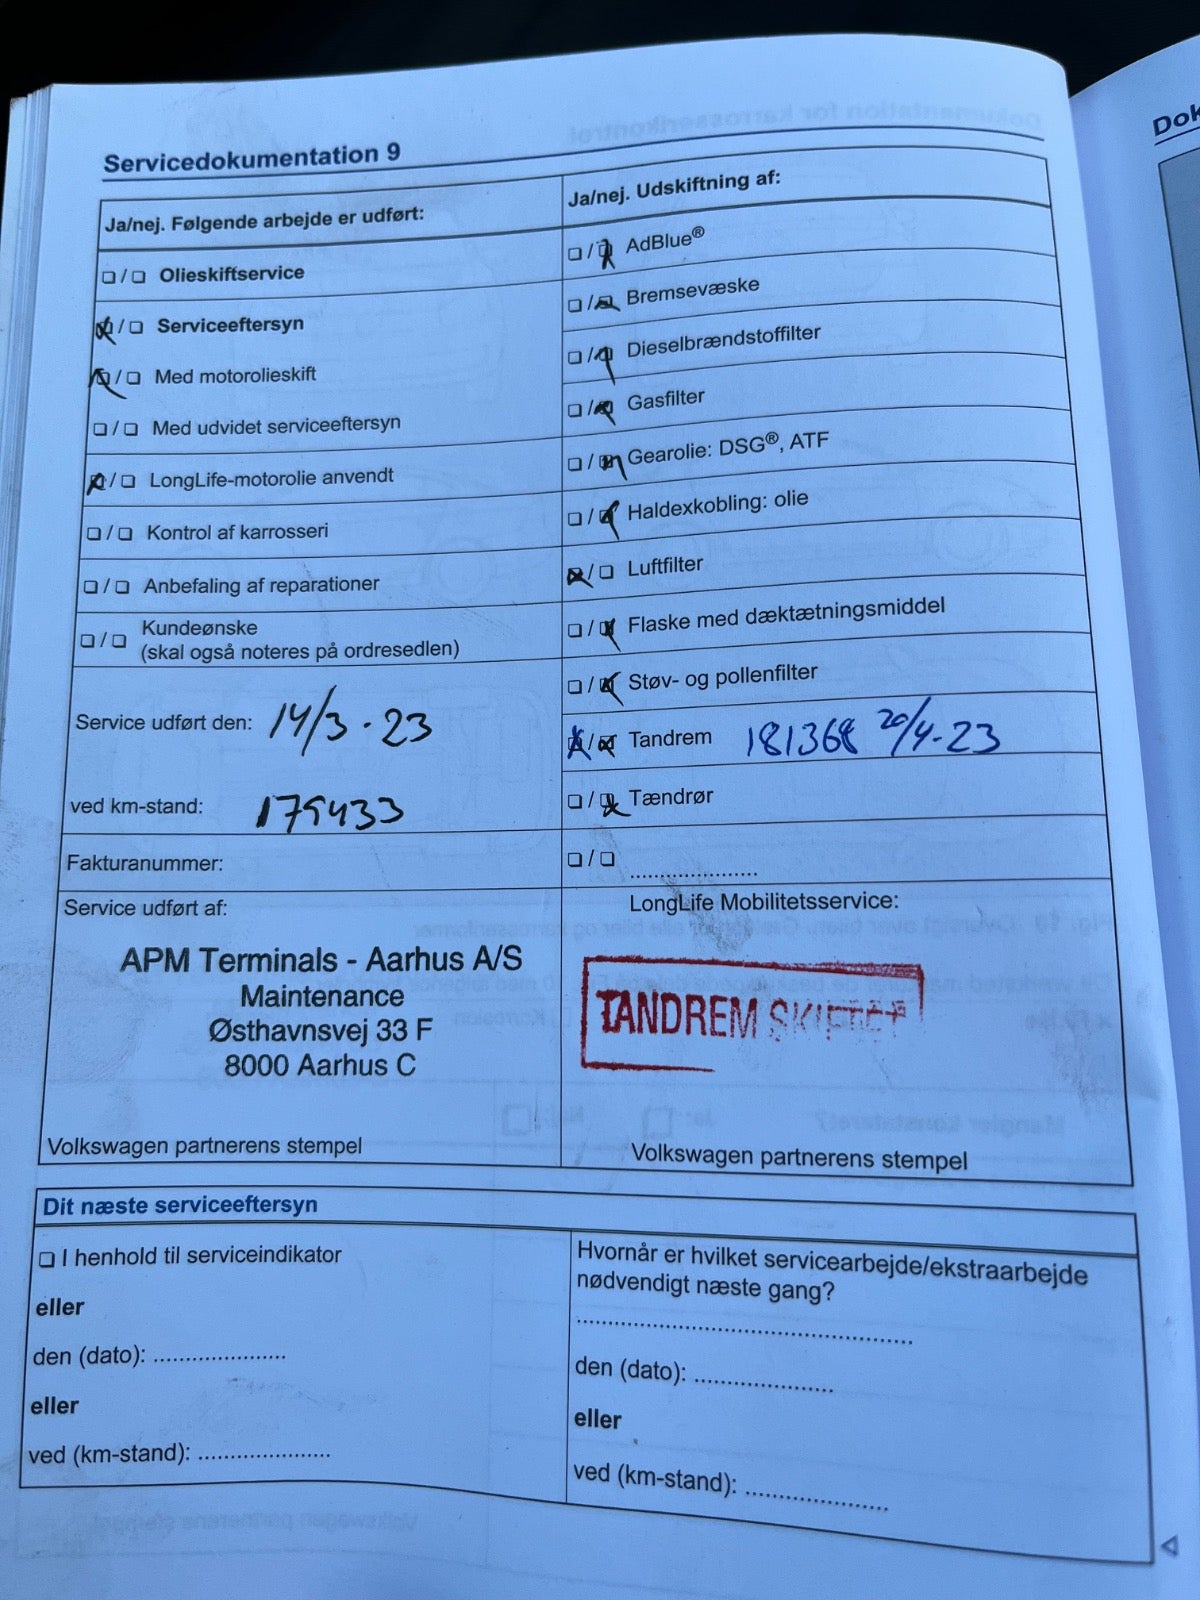 Dok
Servicedokumentation 9
Ja/nej. Følgende arbejde er udført:
❏ / ❏ Olieskiftservice
❏ / ❏ Serviceeftersyn
❏ / ❏ Med motorolieskift
❏ / ❏ Med udvidet serviceeftersyn
❏ / ❏ LongLife-motorolie anvendt
❏ / ❏ Kontrol af karrosseri
❏ / ❏ Anbefaling af reparationer
❏ / ❏ Kundeønske
(skal også noteres på ordresedlen)
Service udført den: 14/3-23
ved km-stand: 179433
Fakturanummer:
Service udført af:
APM Terminals - Aarhus A/S
Maintenance
Østhavnsvej 33 F
8000 Aarhus C
Volkswagen partnerens stempel
Ja/nej. Udskiftning af:
❏ / ❏ AdBlue®
❏ / ❏ Bremsevæske
❏ / ❏ Dieselbrændstoffilter
❏ / ❏ Gasfilter
❏ / ❏ Gearolie: DSG®, ATF
❏ / ❏ Haldexkobling: olie
❏ / ❏ Luftfilter
❏ / ❏ Flaske med dæktætningsmiddel
❏ / ❏ Støv- og pollenfilter
❏ / ❏ Tandrem 181368 20/4-23
❏ / ❏ Tændrør
❏ / ❏ ......................
LongLife Mobilitetsservice:
TANDREM SKIFTET
Volkswagen partnerens stempel
Dit næste serviceeftersyn
❏ I henhold til serviceindikator
eller
den (dato): ......................
eller
ved (km-stand): ......................
Hvornår er hvilket servicearbejde/ekstraarbejde
nødvendigt næste gang?
......................................................
den (dato): ......................
eller
ved (km-stand): ......................